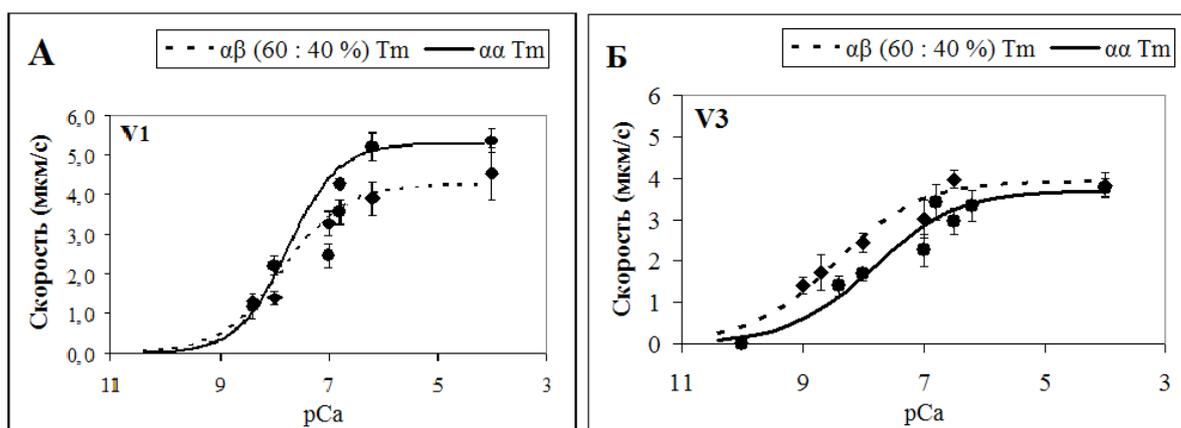 А
αβ (60 : 40 %) Tm
αα Tm
V1
Скорость (мкм/с)
6,0
5,0
4,0
3,0
2,0
1,0
0,0
11
9
7
5
3
pCa
Б
αβ (60 : 40 %) Tm
αα Tm
V3
Скорость (мкм/с)
6
5
4
3
2
1
0
11
9
7
5
3
pCa